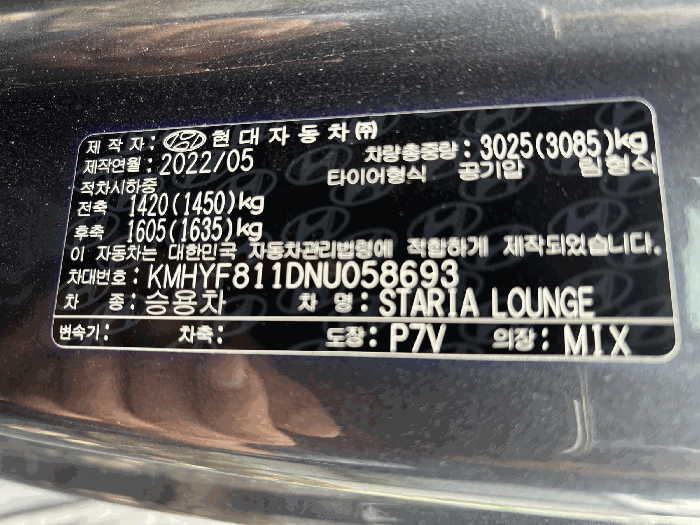 제 작 자 : 현대자동차㈜
제작연월 : 2022/05 차량총중량 : 3025(3085)kg
적차시하중 타이어형식 공기압 림형식
전축 1420(1450)kg
후축 1605(1635)kg
이 자동차는 대한민국 자동차관리법령에 적합하게 제작되었습니다.
차대번호 : KMHYF811DNU058693
차 종 : 승용차 차 명 : STARIA LOUNGE
변속기 : 차축 : 도장 : P7V 의장 : MIX